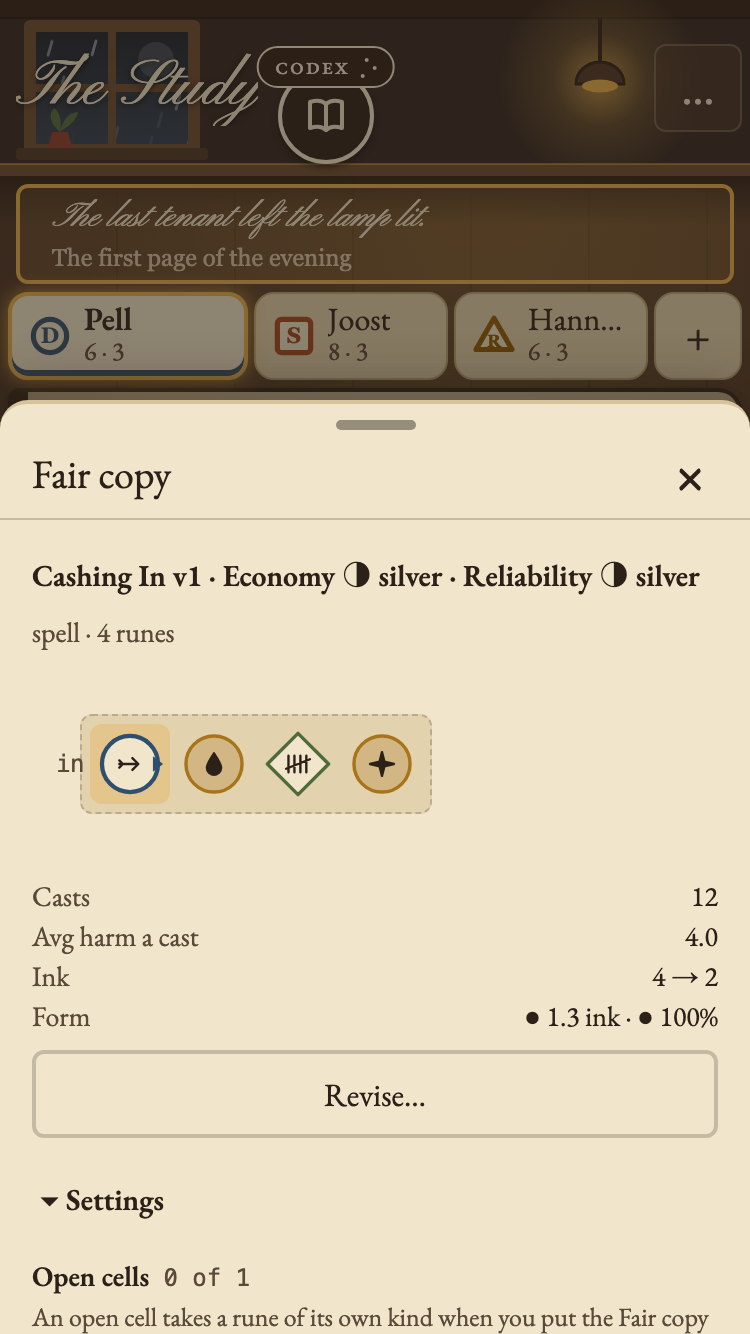 The Study
CODEX
...
The last tenant left the lamp lit.
The first page of the evening
D Pell
6 · 3
S Joost
8 · 3
R Hann...
6 · 3
+
Fair copy
Cashing In v1 · Economy ◑ silver · Reliability ◑ silver
spell · 4 runes
in
Casts 12
Avg harm a cast 4.0
Ink 4 → 2
Form ● 1.3 ink · ● 100%
Revise...
Settings
Open cells 0 of 1
An open cell takes a rune of its own kind when you put the Fair copy